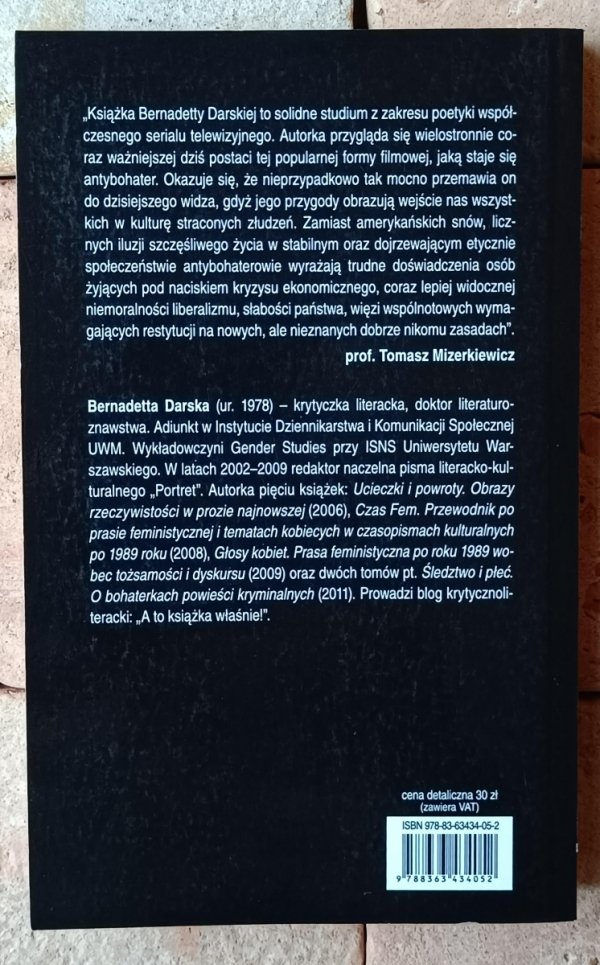 „Książka Bernadetty Darskiej to solidne studium z zakresu poetyki współ-
czesnego serialu telewizyjnego. Autorka przygląda się wielostronnie co-
raz ważniejszej dziś postaci tej popularnej formy filmowej, jaką staje się
antybohater. Okazuje się, że nieprzypadkowo tak mocno przemawia on
do dzisiejszego widza, gdyż jego przygody obrazują wejście nas wszyst-
kich w kulturę straconych złudzeń. Zamiast amerykańskich snów, licz-
nych iluzji szczęśliwego życia w stabilnym oraz dojrzewającym etycznie
społeczeństwie antybohaterowie wyrażają trudne doświadczenia osób
żyjących pod naciskiem kryzysu ekonomicznego, coraz lepiej widocznej
niemoralności liberalizmu, słabości państwa, więzi wspólnotowych wyma-
gających restytucji na nowych, ale nieznanych dobrze nikomu zasadach”.
prof. Tomasz Mizerkiewicz
Bernadetta Darska (ur. 1978) – krytyczka literacka, doktor literaturo-
znawstwa. Adiunkt w Instytucie Dziennikarstwa i Komunikacji Społecznej
UWM. Wykładowczyni Gender Studies przy ISNS Uniwersytetu War-
szawskiego. W latach 2002–2009 redaktor naczelna pisma literacko-kul-
turalnego „Portret”. Autorka pięciu książek: Ucieczki i powroty. Obrazy
rzeczywistości w prozie najnowszej (2006), Czas Fem. Przewodnik po
prasie feministycznej i tematach kobiecych w czasopismach kulturalnych
po 1989 roku (2008), Głosy kobiet. Prasa feministyczna po roku 1989 wo-
bec tożsamości i dyskursu (2009) oraz dwóch tomów pt. Śledztwo i płeć.
O bohaterkach powieści kryminalnych (2011). Prowadzi blog krytycznoli-
teracki: „A to książka właśnie!”.
cena detaliczna 30 zł
(zawiera VAT)
ISBN 978-83-63434-05-2
9 788363 434052